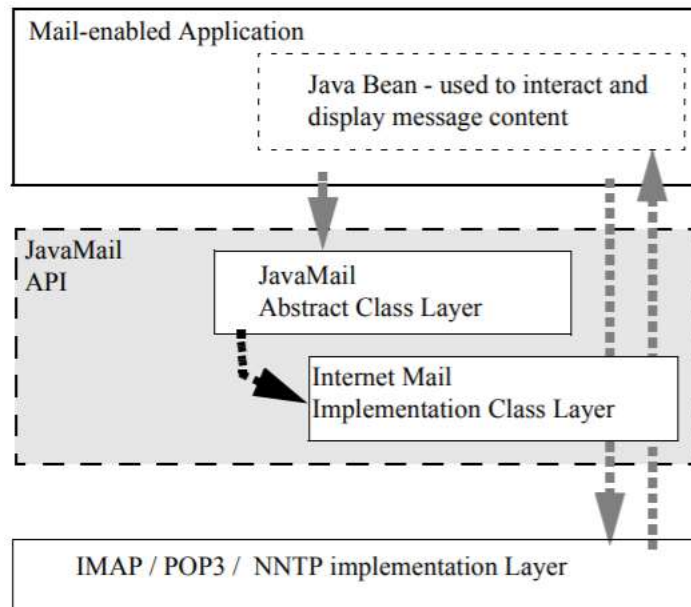 Mail-enabled Application
Java Bean - used to interact and
display message content
JavaMail
API
JavaMail
Abstract Class Layer
Internet Mail
Implementation Class Layer
IMAP / POP3 / NNTP implementation Layer